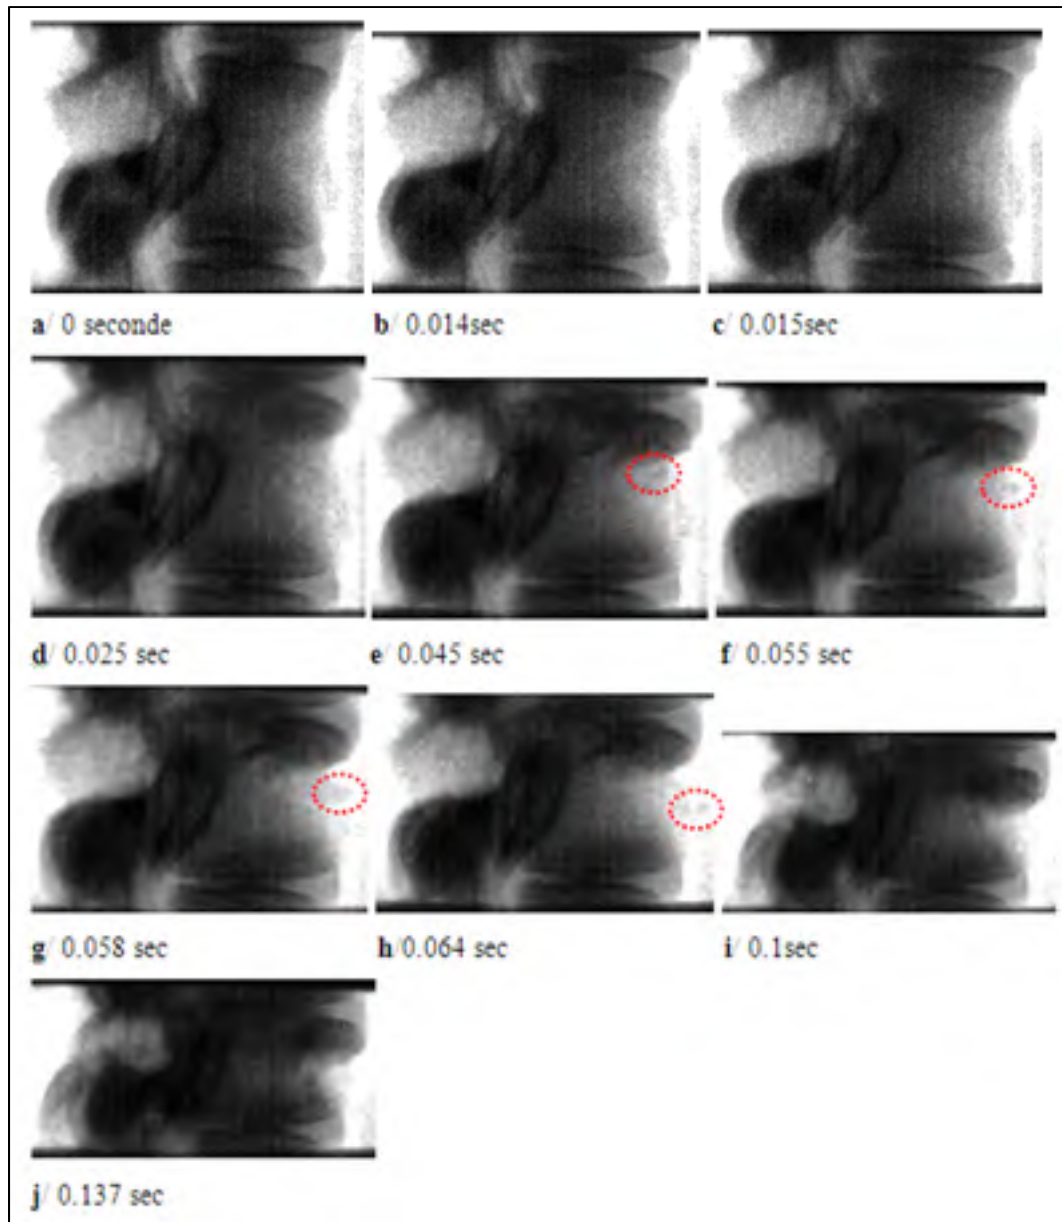 a/ 0 seconde
b/ 0.014sec
c/ 0.015sec
d/ 0.025 sec
e/ 0.045 sec
f/ 0.055 sec
g/ 0.058 sec
h/0.064 sec
i/ 0.1sec
j/ 0.137 sec